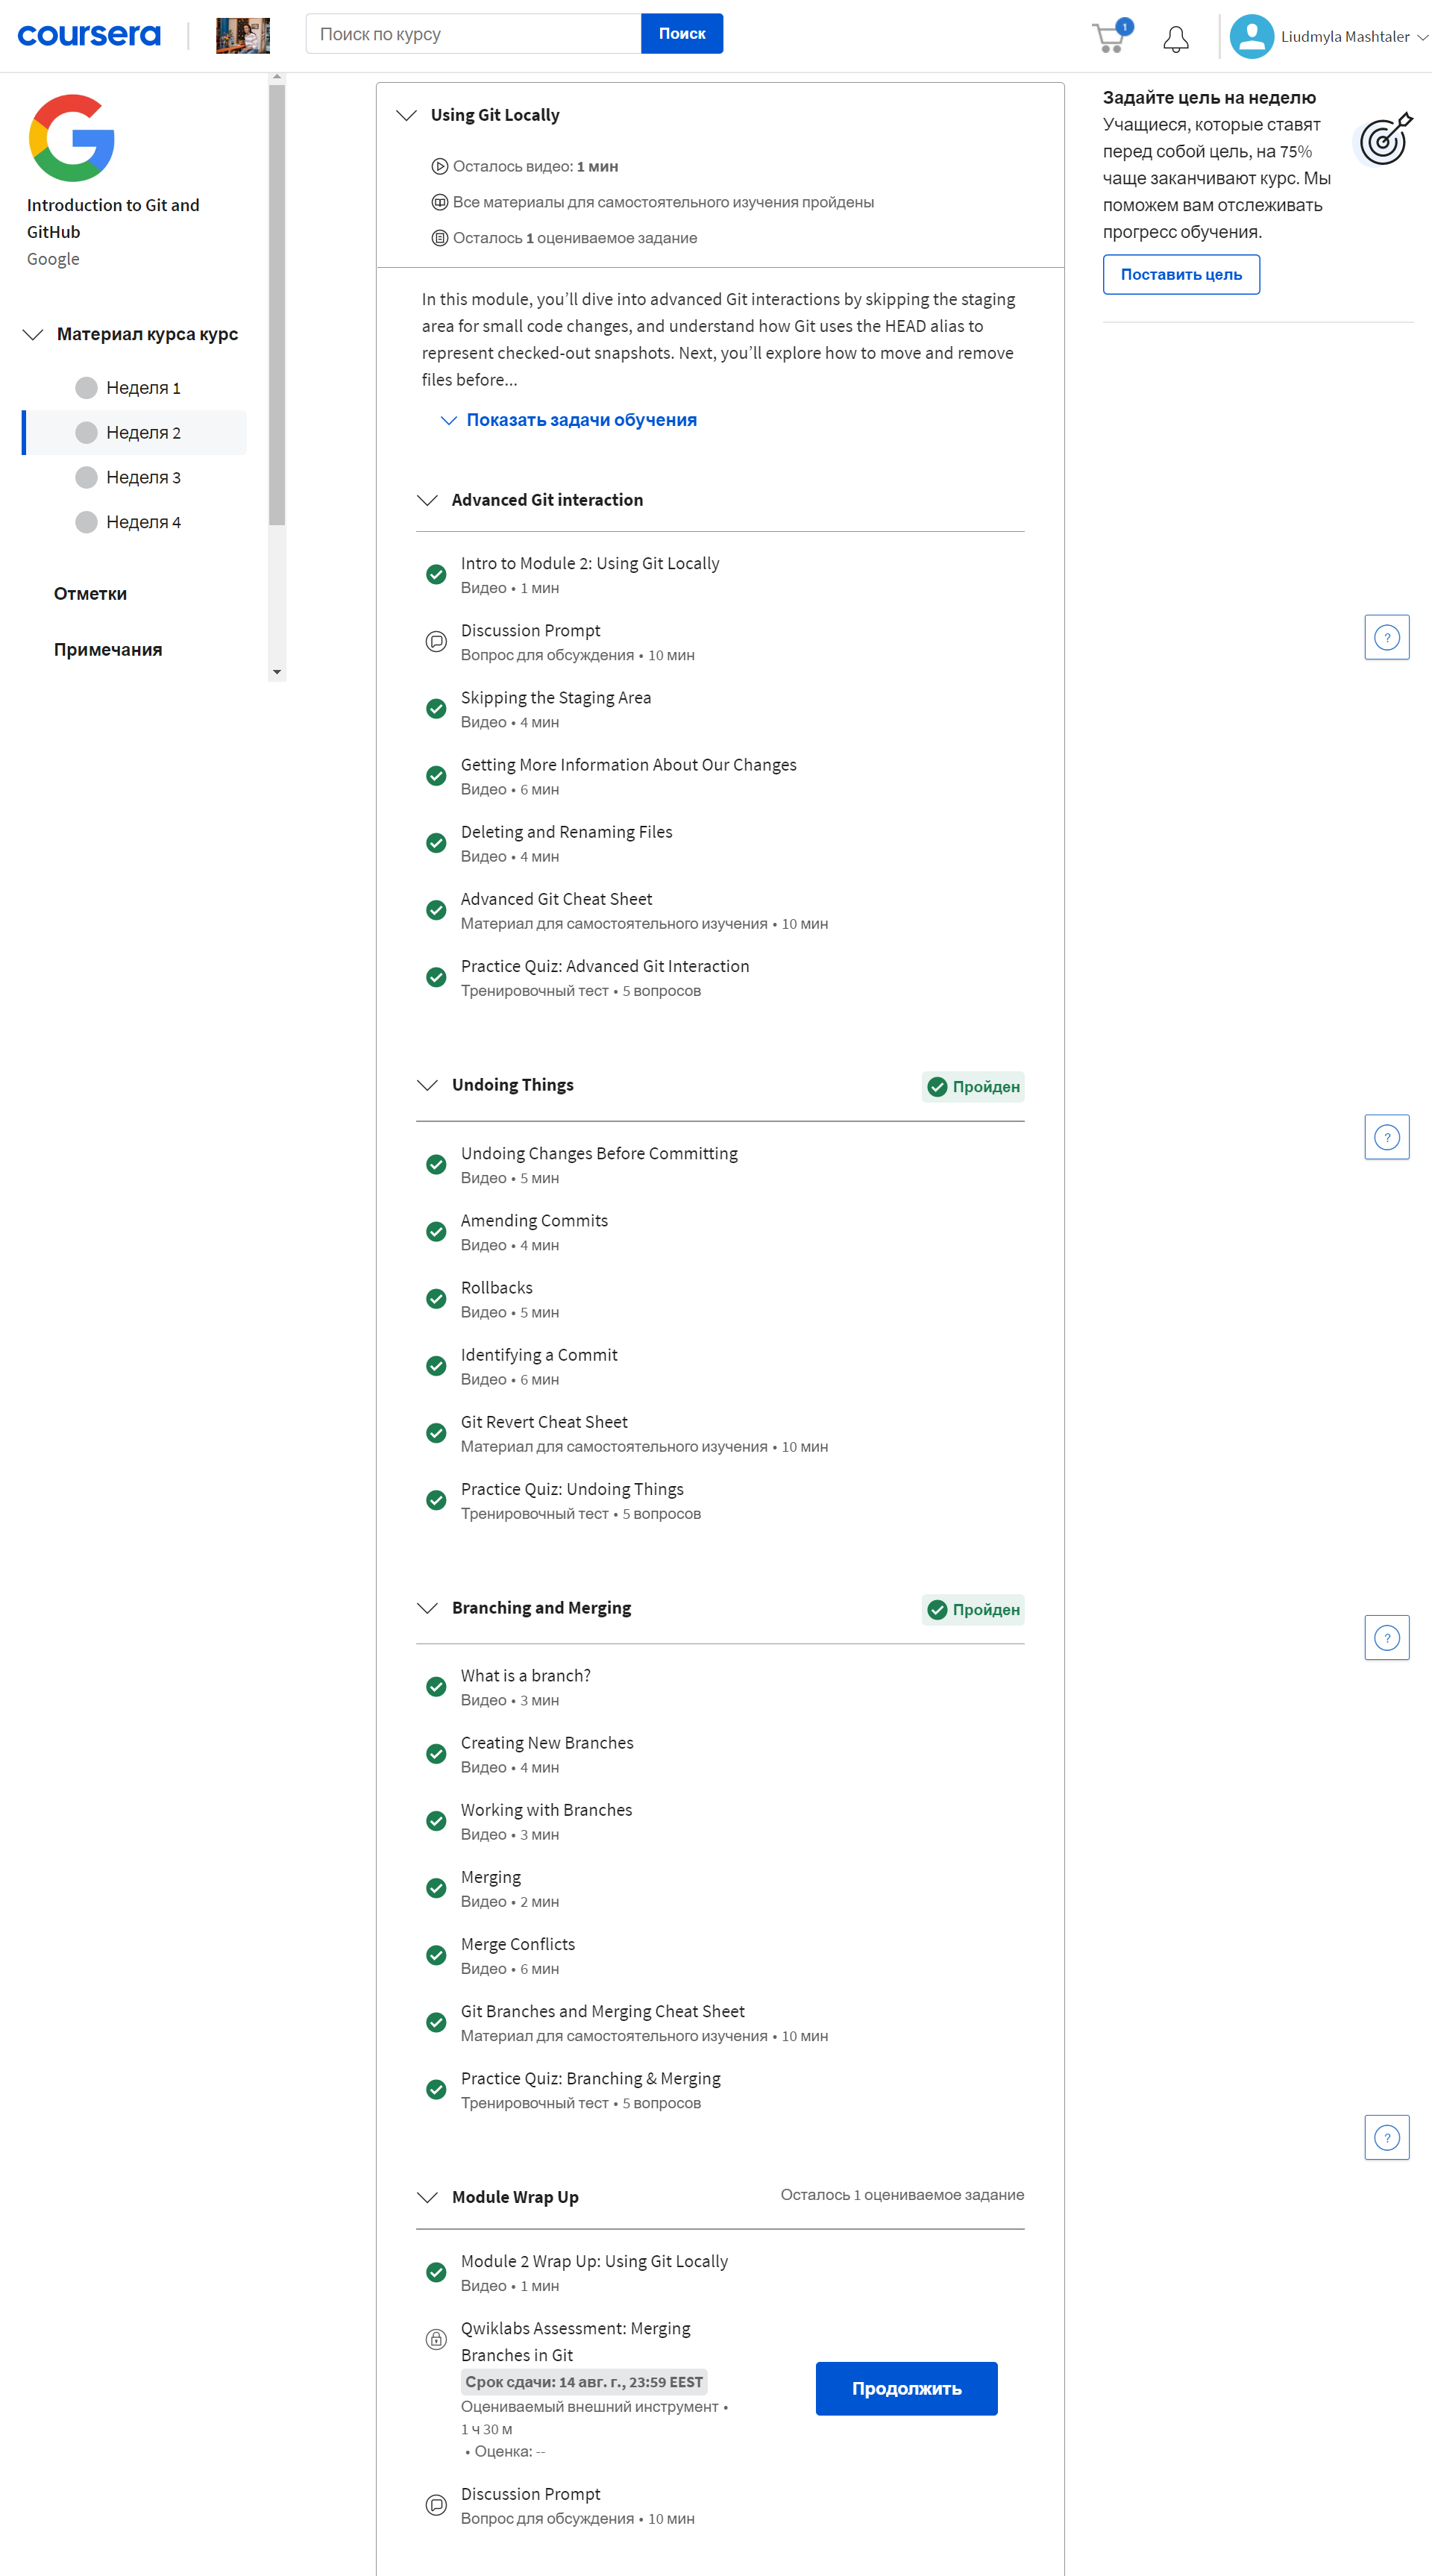 coursera
Поиск по курсу
Поиск
1
Liudmyla Mashtaler
Introduction to Git and
GitHub
Google
Материал курса курс
Неделя 1
Неделя 2
Неделя 3
Неделя 4
Отметки
Примечания
Using Git Locally
Осталось видео: 1 мин
Все материалы для самостоятельного изучения пройдены
Осталось 1 оцениваемое задание
In this module, you’ll dive into advanced Git interactions by skipping the staging
area for small code changes, and understand how Git uses the HEAD alias to
represent checked-out snapshots. Next, you’ll explore how to move and remove
files before...
Показать задачи обучения
Advanced Git interaction
Intro to Module 2: Using Git Locally
Видео • 1 мин
Discussion Prompt
Вопрос для обсуждения • 10 мин
Skipping the Staging Area
Видео • 4 мин
Getting More Information About Our Changes
Видео • 6 мин
Deleting and Renaming Files
Видео • 4 мин
Advanced Git Cheat Sheet
Материал для самостоятельного изучения • 10 мин
Practice Quiz: Advanced Git Interaction
Тренировочный тест • 5 вопросов
Undoing Things
Пройден
Undoing Changes Before Committing
Видео • 5 мин
Amending Commits
Видео • 4 мин
Rollbacks
Видео • 5 мин
Identifying a Commit
Видео • 6 мин
Git Revert Cheat Sheet
Материал для самостоятельного изучения • 10 мин
Practice Quiz: Undoing Things
Тренировочный тест • 5 вопросов
Branching and Merging
Пройден
What is a branch?
Видео • 3 мин
Creating New Branches
Видео • 4 мин
Working with Branches
Видео • 3 мин
Merging
Видео • 2 мин
Merge Conflicts
Видео • 6 мин
Git Branches and Merging Cheat Sheet
Материал для самостоятельного изучения • 10 мин
Practice Quiz: Branching & Merging
Тренировочный тест • 5 вопросов
Module Wrap Up
Осталось 1 оцениваемое задание
Module 2 Wrap Up: Using Git Locally
Видео • 1 мин
Qwiklabs Assessment: Merging
Branches in Git
Срок сдачи: 14 авг. г., 23:59 EEST
Оцениваемый внешний инструмент •
1 ч 30 м
• Оценка: --
Продолжить
Discussion Prompt
Вопрос для обсуждения • 10 мин
Задайте цель на неделю
Учащиеся, которые ставят
перед собой цель, на 75%
чаще заканчивают курс. Мы
поможем вам отслеживать
прогресс обучения.
Поставить цель
?
?
?
?